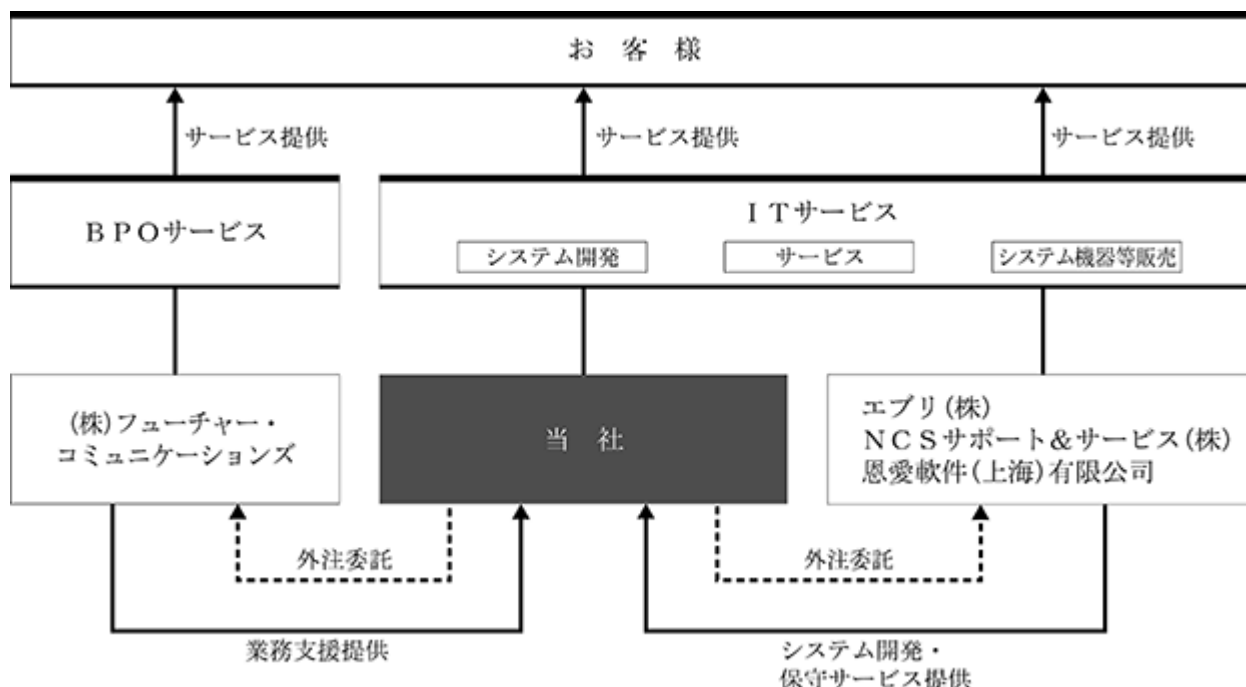 お客様
サービス提供
サービス提供
サービス提供
BPOサービス
ITサービス
システム開発
サービス
システム機器等販売
(株)フューチャー・
コミュニケーションズ
当社
エブリ(株)
NCSサポート&サービス(株)
恩愛軟件(上海)有限公司
外注委託
外注委託
業務支援提供
システム開発・
保守サービス提供